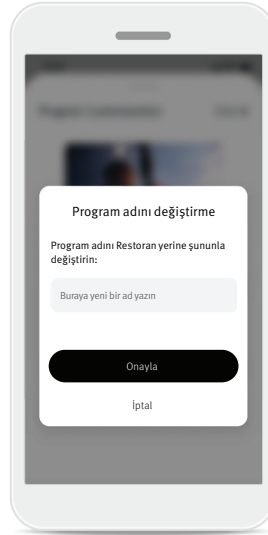 Program adını değiştirme
Program adını Restoran yerine şununla
değiştirin:
Buraya yeni bir ad yazın
Onayla
İptal